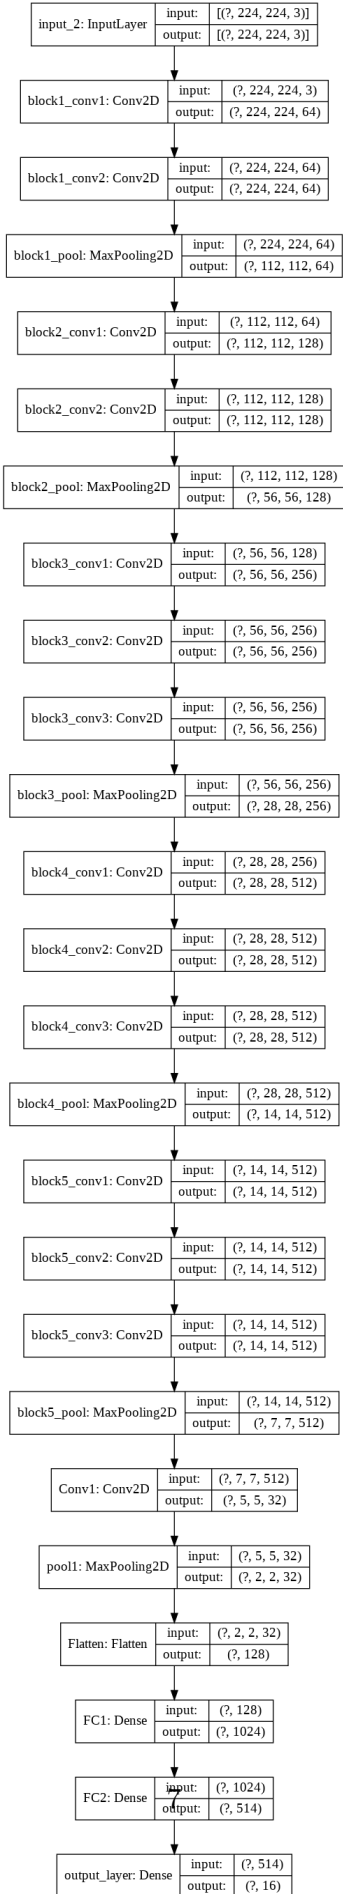 input_2: InputLayer
input: [(?, 224, 224, 3)]
output: [(?, 224, 224, 3)]
block1_conv1: Conv2D
input: (?, 224, 224, 3)
output: (?, 224, 224, 64)
block1_conv2: Conv2D
input: (?, 224, 224, 64)
output: (?, 224, 224, 64)
block1_pool: MaxPooling2D
input: (?, 224, 224, 64)
output: (?, 112, 112, 64)
block2_conv1: Conv2D
input: (?, 112, 112, 64)
output: (?, 112, 112, 128)
block2_conv2: Conv2D
input: (?, 112, 112, 128)
output: (?, 112, 112, 128)
block2_pool: MaxPooling2D
input: (?, 112, 112, 128)
output: (?, 56, 56, 128)
block3_conv1: Conv2D
input: (?, 56, 56, 128)
output: (?, 56, 56, 256)
block3_conv2: Conv2D
input: (?, 56, 56, 256)
output: (?, 56, 56, 256)
block3_conv3: Conv2D
input: (?, 56, 56, 256)
output: (?, 56, 56, 256)
block3_pool: MaxPooling2D
input: (?, 56, 56, 256)
output: (?, 28, 28, 256)
block4_conv1: Conv2D
input: (?, 28, 28, 256)
output: (?, 28, 28, 512)
block4_conv2: Conv2D
input: (?, 28, 28, 512)
output: (?, 28, 28, 512)
block4_conv3: Conv2D
input: (?, 28, 28, 512)
output: (?, 28, 28, 512)
block4_pool: MaxPooling2D
input: (?, 28, 28, 512)
output: (?, 14, 14, 512)
block5_conv1: Conv2D
input: (?, 14, 14, 512)
output: (?, 14, 14, 512)
block5_conv2: Conv2D
input: (?, 14, 14, 512)
output: (?, 14, 14, 512)
block5_conv3: Conv2D
input: (?, 14, 14, 512)
output: (?, 14, 14, 512)
block5_pool: MaxPooling2D
input: (?, 14, 14, 512)
output: (?, 7, 7, 512)
Conv1: Conv2D
input: (?, 7, 7, 512)
output: (?, 5, 5, 32)
pool1: MaxPooling2D
input: (?, 5, 5, 32)
output: (?, 2, 2, 32)
Flatten: Flatten
input: (?, 2, 2, 32)
output: (?, 128)
FC1: Dense
input: (?, 128)
output: (?, 1024)
FC2: Dense
input: (?, 1024)
output: (?, 514)
7
output_layer: Dense
input: (?, 514)
output: (?, 16)